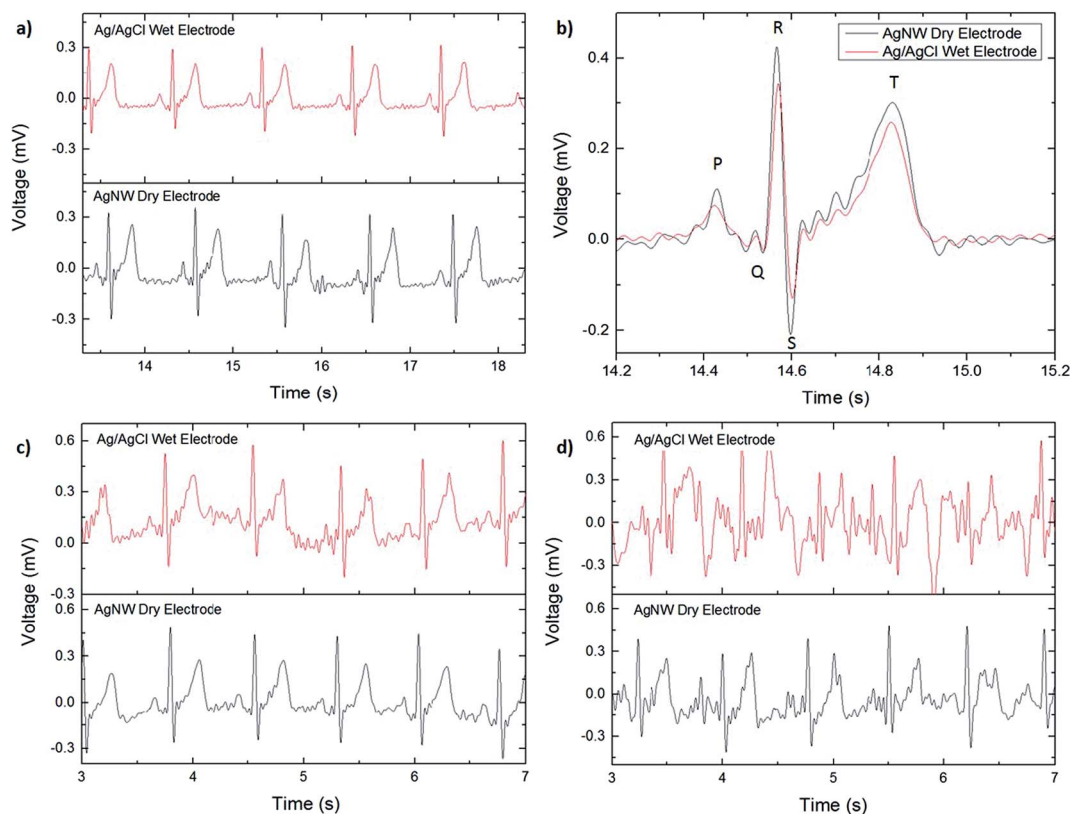 a)
Ag/AgCl Wet Electrode
0.3
0.0
-0.3
AgNW Dry Electrode
0.3
0.0
-0.3
Voltage (mV)
14 15 16 17 18
Time (s)
b)
AgNW Dry Electrode
Ag/AgCl Wet Electrode
R
T
P
Q
S
0.4
0.2
0.0
-0.2
Voltage (mV)
14.2 14.4 14.6 14.8 15.0 15.2
Time (s)
c)
Ag/AgCl Wet Electrode
0.6
0.3
0.0
-0.3
AgNW Dry Electrode
0.6
0.3
0.0
-0.3
Voltage (mV)
3 4 5 6 7
Time (s)
d)
Ag/AgCl Wet Electrode
0.6
0.3
0.0
-0.3
AgNW Dry Electrode
0.6
0.3
0.0
-0.3
Voltage (mV)
3 4 5 6 7
Time (s)